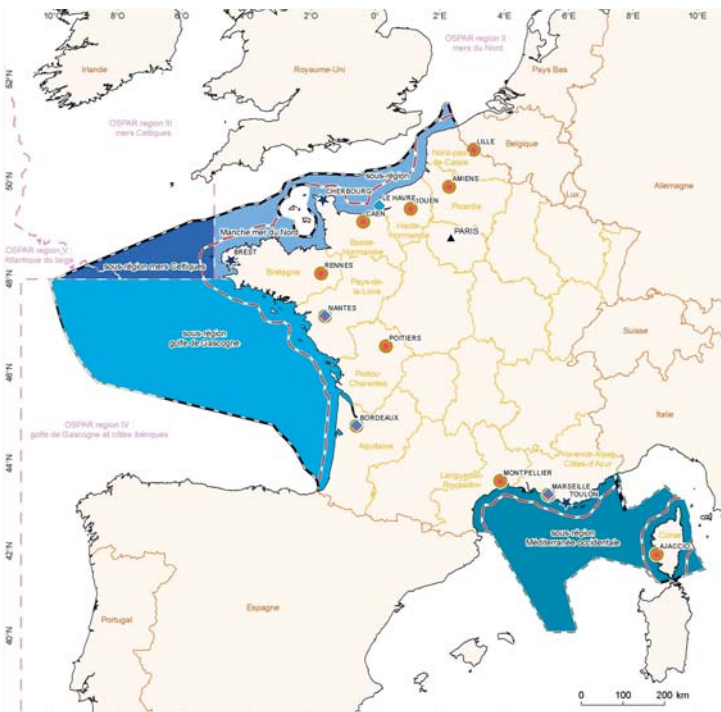 10°O
8°O
6°O
4°O
2°O
0°
2°E
4°E
6°E
8°E
10°E
OSPAR region II
mers du Nord
Irlande
Royaume-Uni
Pays Bas
52°N
OSPAR region III :
mers Celtiques
Belgique
LILLE
Nord-pas-
de-Calais
sous-région
50°N
AMIENS
Allemagne
CHERBOURG
LE HAVRE
ROUEN
Picardie
Lux
CAEN
Manche mer du Nord
Haute-
Normandie
Basse-
Normandie
PARIS
OSPAR region V
Atlantique du large
sous-région mers Celtiques
BREST
48°N
Bretagne
RENNES
Pays-de-
la-Loire
NANTES
Suisse
sous-région
golfe de Gascogne
POITIERS
46°N
Poitou-
Charentes
Italie
OSPAR region IV :
golfe de Gascogne et côtes ibériques
BORDEAUX
Aquitaine
44°N
Provence-Alpes-
Côtes-d'Azur
Languedoc-
Roussillon
MONTPELLIER
MARSEILLE
TOULON
sous-région
Méditerranée occidentale
Corse
AJACCIO
42°N
Portugal
Espagne
40°N
0 100 200 km